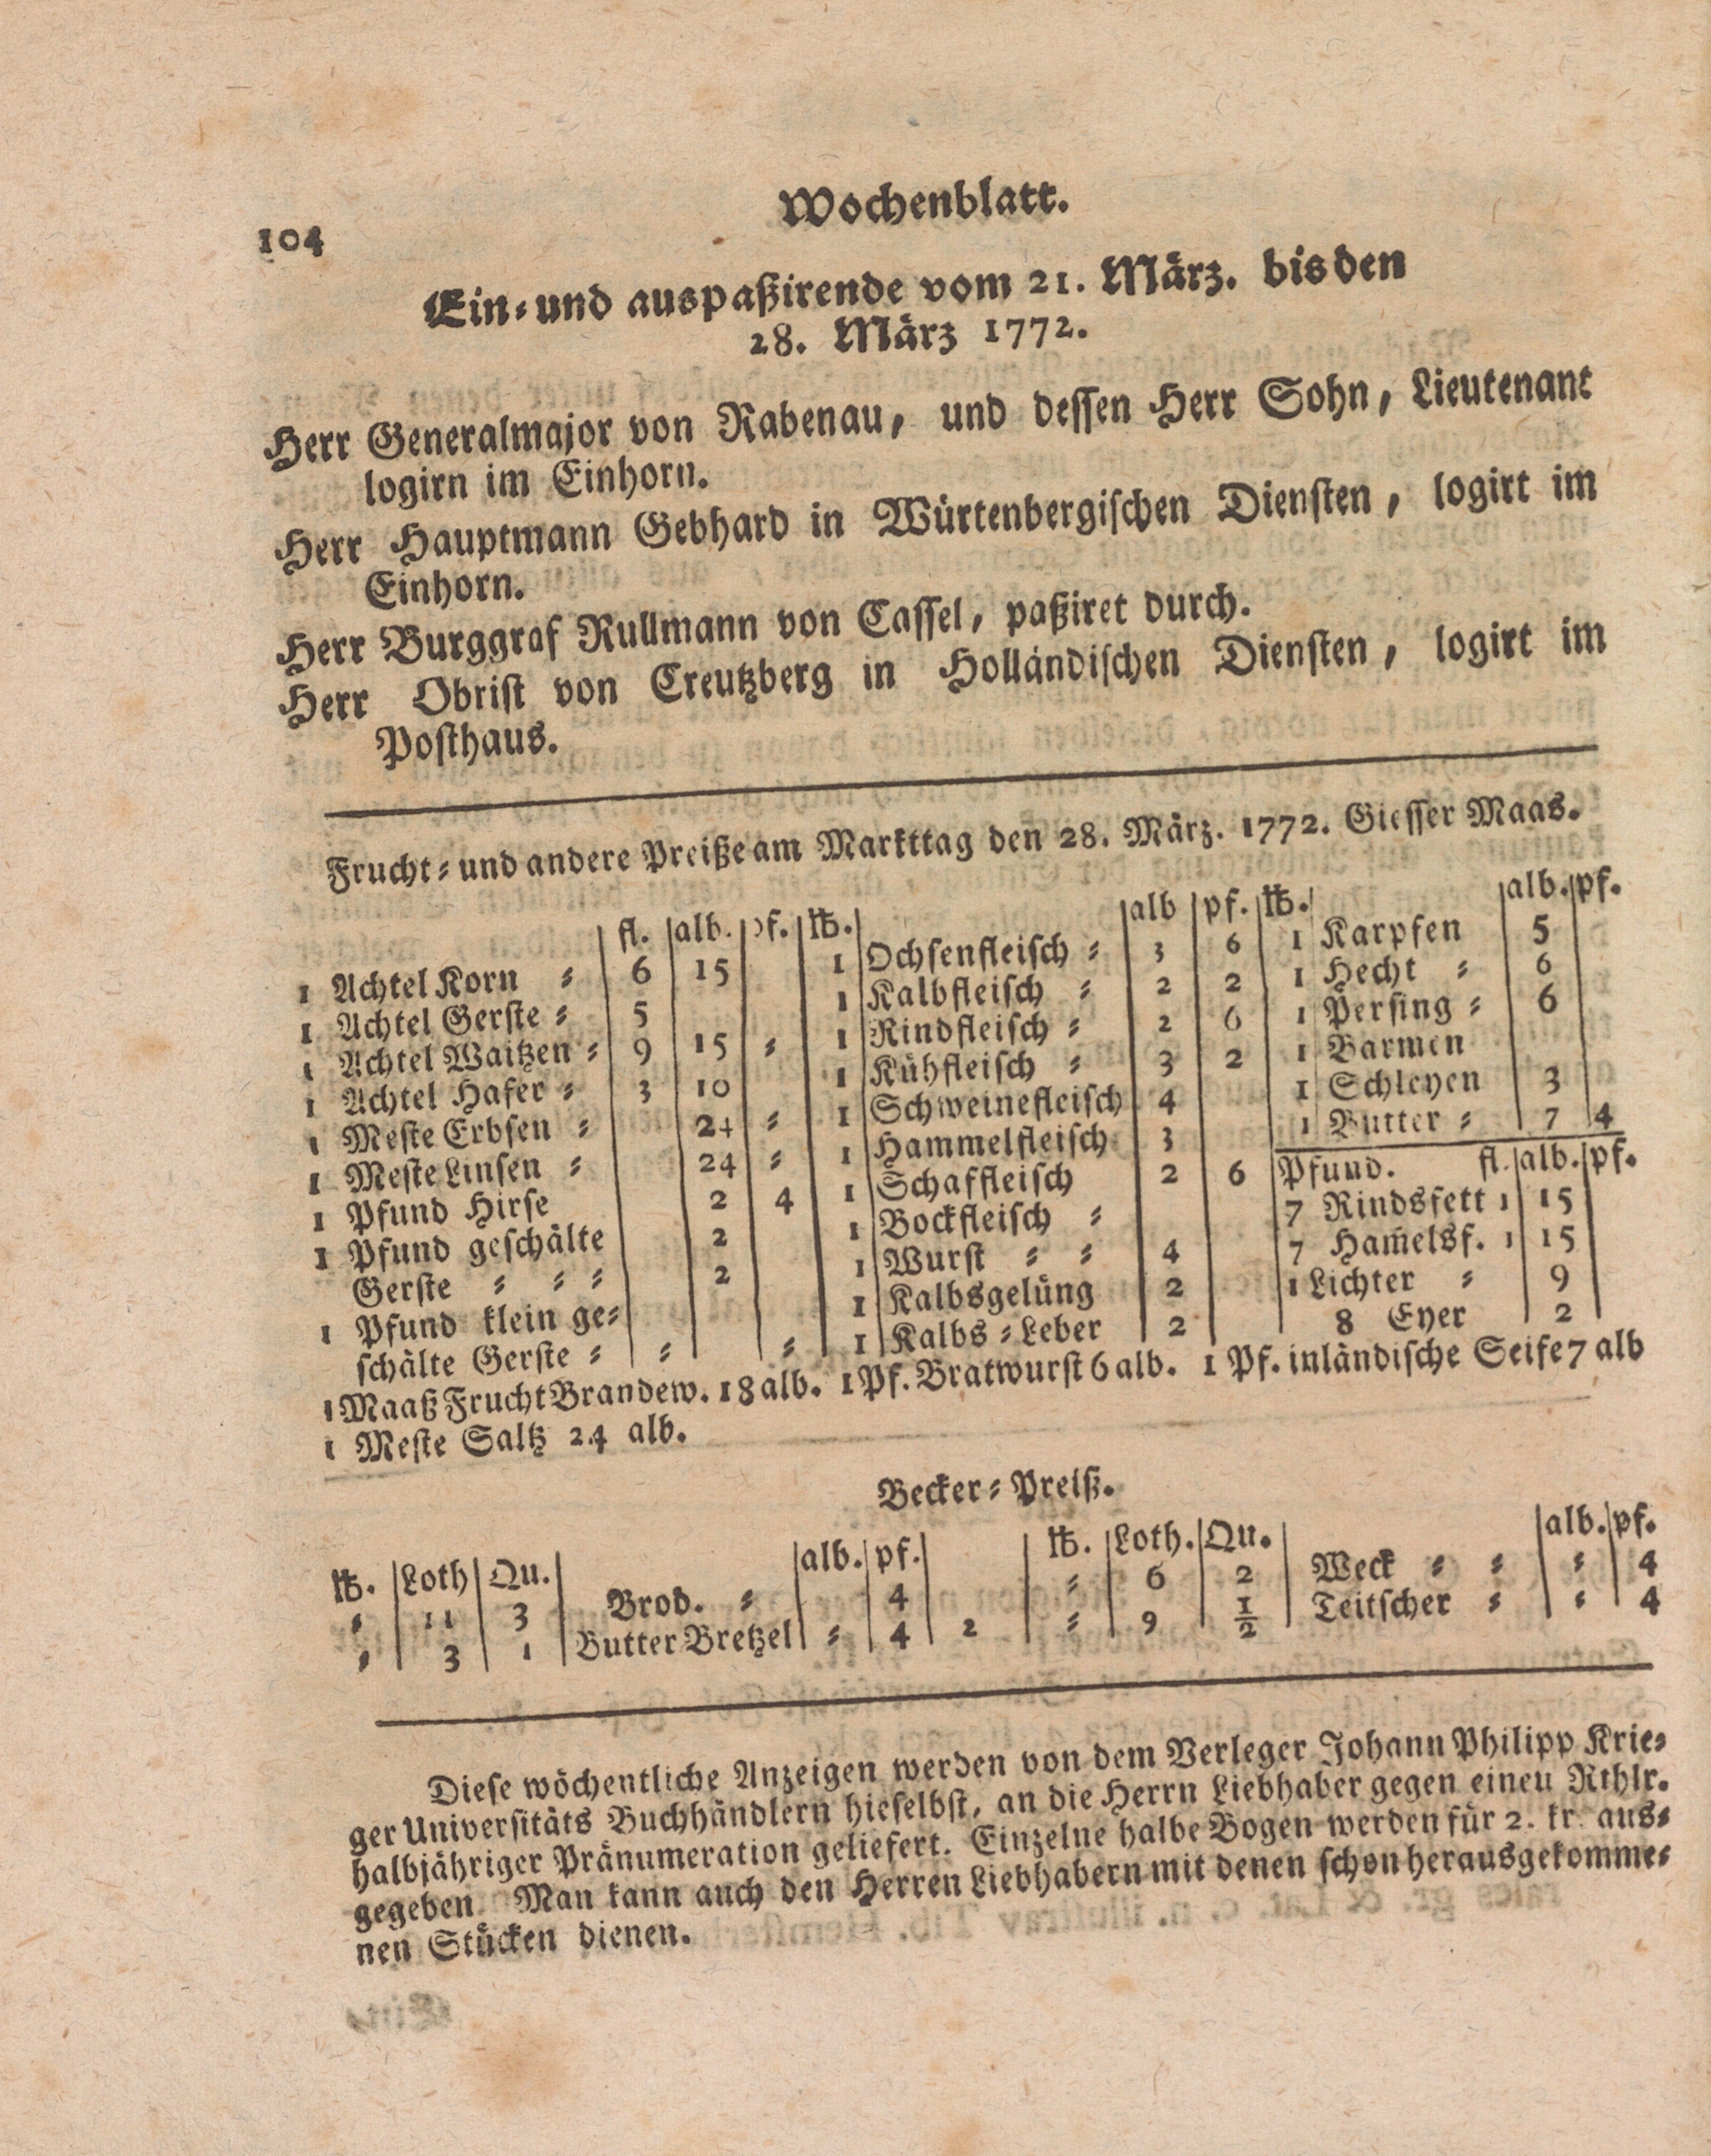 104
Wochenblatt.
Ein⸗und auspaßirende vom 21. März. bis den
28. März 1772.
Herr Generalmajor von Rabenau, und dessen Herr Sohn, Lieutenant
logirn im Einhorn.
Herr Hauptmann Gebhard in Würtenbergischen Diensten, logirt im
Einhorn.
Herr Burggraf Rullmann von Cassel, paßiret durch.
Herr Obrist von Creutzberg in Holländischen Diensten, logirt im
Posthaus.
Frucht⸗und andere Preiße am Markttag den 28. März. 1772. Giesser Maas.
fl. alb. pf.
1 Achtel Korn ⸗ 6 15
1 Achtel Gerste ⸗ 5
1 Achtel Waitzen ⸗ 9 15 ⸗
1 Achtel Hafer ⸗ 3 10
1 Meste Erbsen ⸗ 24 ⸗
1 Meste Linsen ⸗ 24 ⸗
1 Pfund Hirse 2 4
1 Pfund geschälte 2
Gerste ⸗ ⸗ ⸗ 2
1 Pfund klein ge⸗
schälte Gerste ⸗ ⸗ ⸗
℔. alb pf.
1 Ochsenfleisch ⸗ 3 6
1 Kalbfleisch ⸗ 2 2
1 Rindfleisch ⸗ 2 6
1 Kühfleisch ⸗ 3 2
1 Schweinefleisch 4
1 Hammelfleisch 3
1 Schaffleisch 2 6
1 Bockfleisch ⸗
1 Wurst ⸗ ⸗ 4
1 Kalbsgelüng 2
1 Kalbs⸗Leber 2
℔. alb. pf.
1 Karpfen 5
1 Hecht ⸗ 6
1 Persing ⸗ 6
1 Barmen
1 Schleyen 3
1 Butter ⸗ 7 4
Pfund. fl. alb. pf.
7 Rindsfett 1 15
7 Ham̄elsf. 1 15
1 Lichter ⸗ 9
8 Eyer 2
1 Maaß Frucht Brandew. 18 alb. 1 Pf. Bratwurst 6 alb. 1 Pf. inländische Seife 7 alb
1 Meste Saltz 24 alb.
Becker⸗Preiß.
℔. Loth Qu. alb. pf.
⸗ 11 3 Brod. ⸗ 4
⸗ 3 1 Butter Bretzel ⸗ 4 2
℔. Loth. Qu. alb. pf.
⸗ 6 2 Weck ⸗ ⸗ ⸗ 4
⸗ 9 ½ Teitscher ⸗ ⸗ 4
Diese wöchentliche Anzeigen werden von dem Verleger Johann Philipp Krie⸗
ger Universitäts Buchhändlern hieselbst, an die Herrn Liebhaber gegen eineu Rthlr.
halbjähriger Pränumeration geliefert. Einzelne halbe Bogen werden für 2. kr. aus⸗
gegeben. Man kann auch den Herren Liebhabern mit denen schon herausgekomme⸗
nen Stücken dienen.